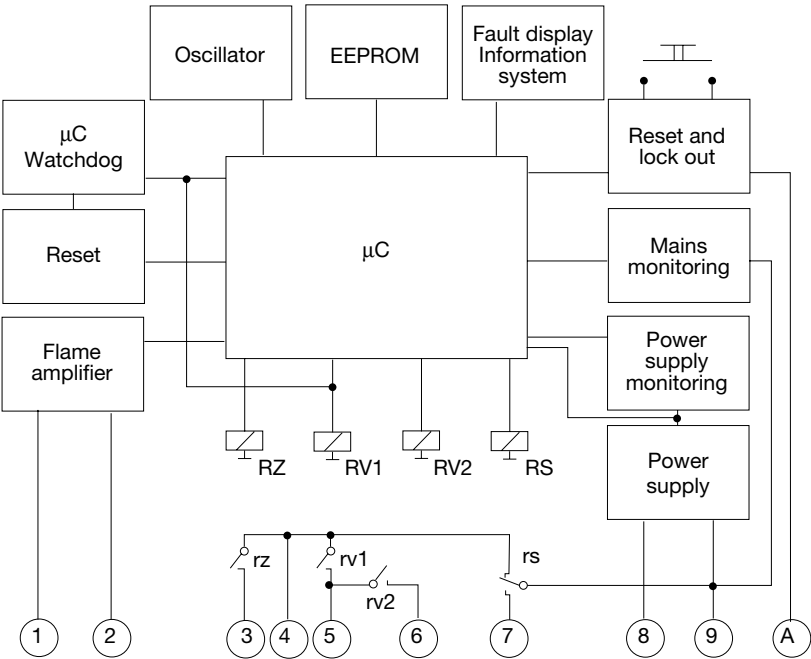 Oscillator
EEPROM
Fault display
Information
system
μC
Watchdog
Reset and
lock out
Reset
μC
Mains
monitoring
Flame
amplifier
Power
supply
monitoring
RZ
RV1
RV2
RS
Power
supply
rz
rv1
rv2
rs
1
2
3
4
5
6
7
8
9
A